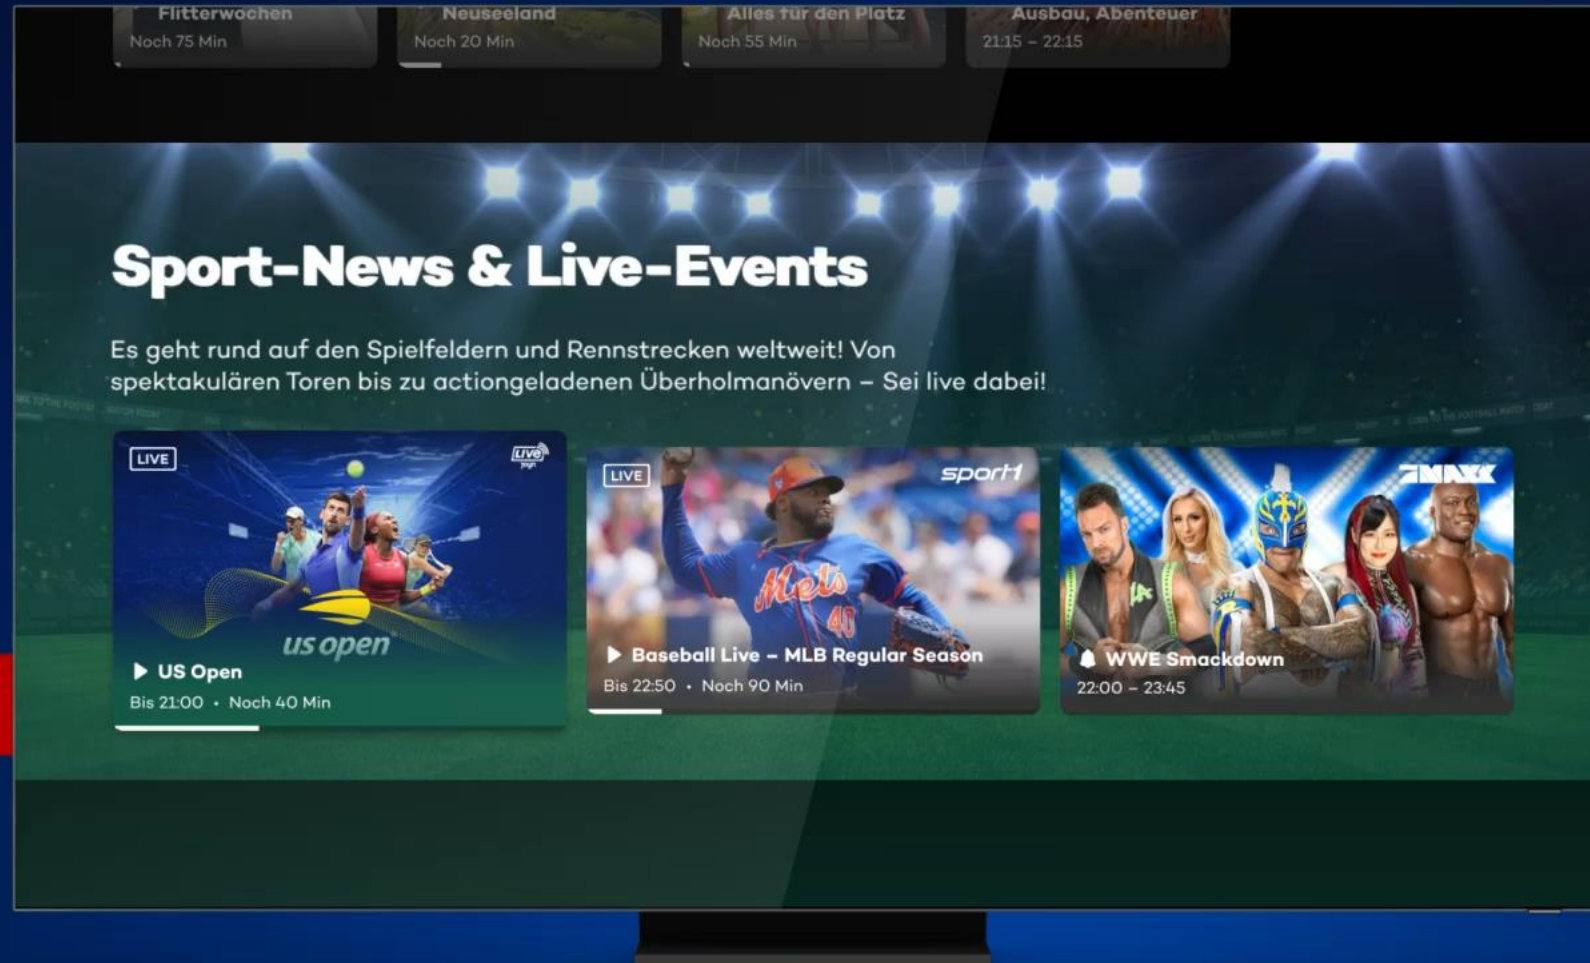 Flitterwochen
Noch 75 Min
Neuseeland
Noch 20 Min
Alles für den Platz
Noch 55 Min
Ausbau, Abenteuer
21:15 – 22:15
Sport-News & Live-Events
Es geht rund auf den Spielfeldern und Rennstrecken weltweit! Von
spektakulären Toren bis zu actiongeladenen Überholmanövern – Sei live dabei!
LIVE
LIVE
joyn
us open
US Open
Bis 21:00 • Noch 40 Min
LIVE
sport1
Mets
40
Baseball Live – MLB Regular Season
Bis 22:50 • Noch 90 Min
7MAXX
LA
WWE Smackdown
22:00 – 23:45